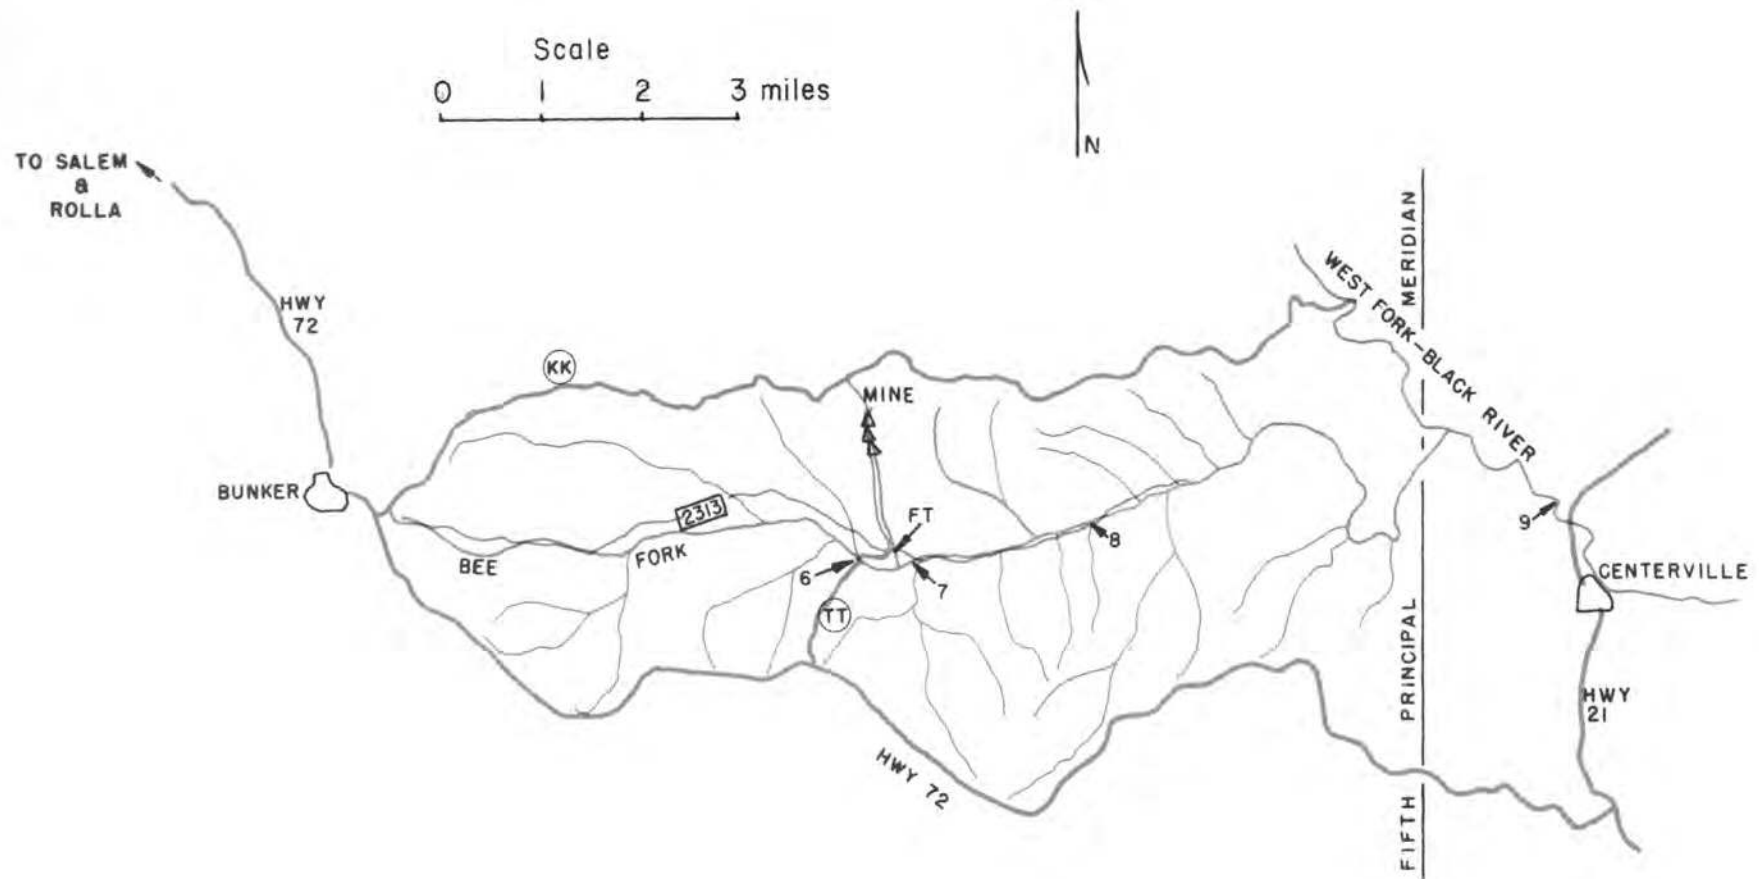 Scale
0 1 2 3 miles
N
TO SALEM
&
ROLLA
HWY
72
KK
MINE
WEST FORK-BLACK RIVER
MERIDIAN
BUNKER
2313
FT
BEE
FORK
6
7
8
9
TT
CENTERVILLE
PRINCIPAL
HWY
21
HWY 72
FIFTH